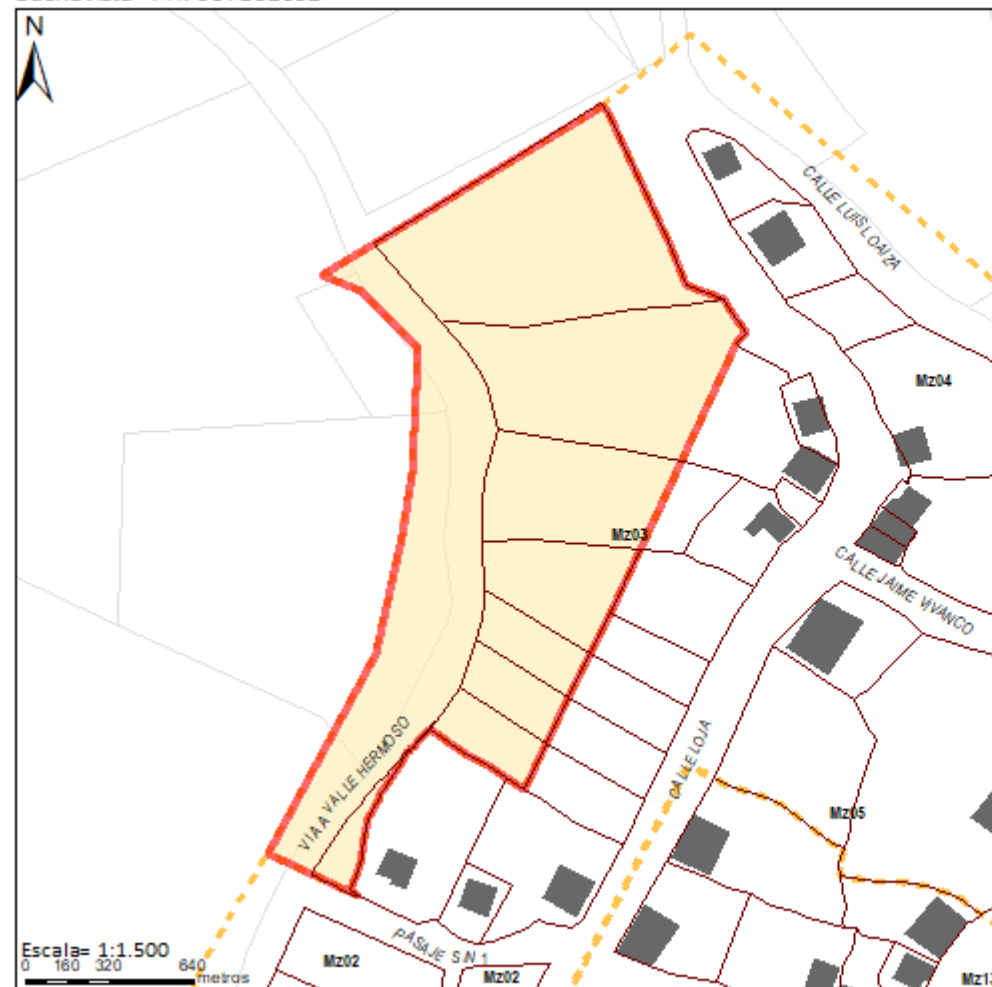 N
CALLE LUIS LOAIZA
Mz04
Mz03
CALLE JAIME VIVANCO
VIA A VALLE HERMOSO
CALLE LOJA
Mz05
PASAJE S N 1
Mz02
Mz02
Escala= 1:1.500
0 160 320 640
metros